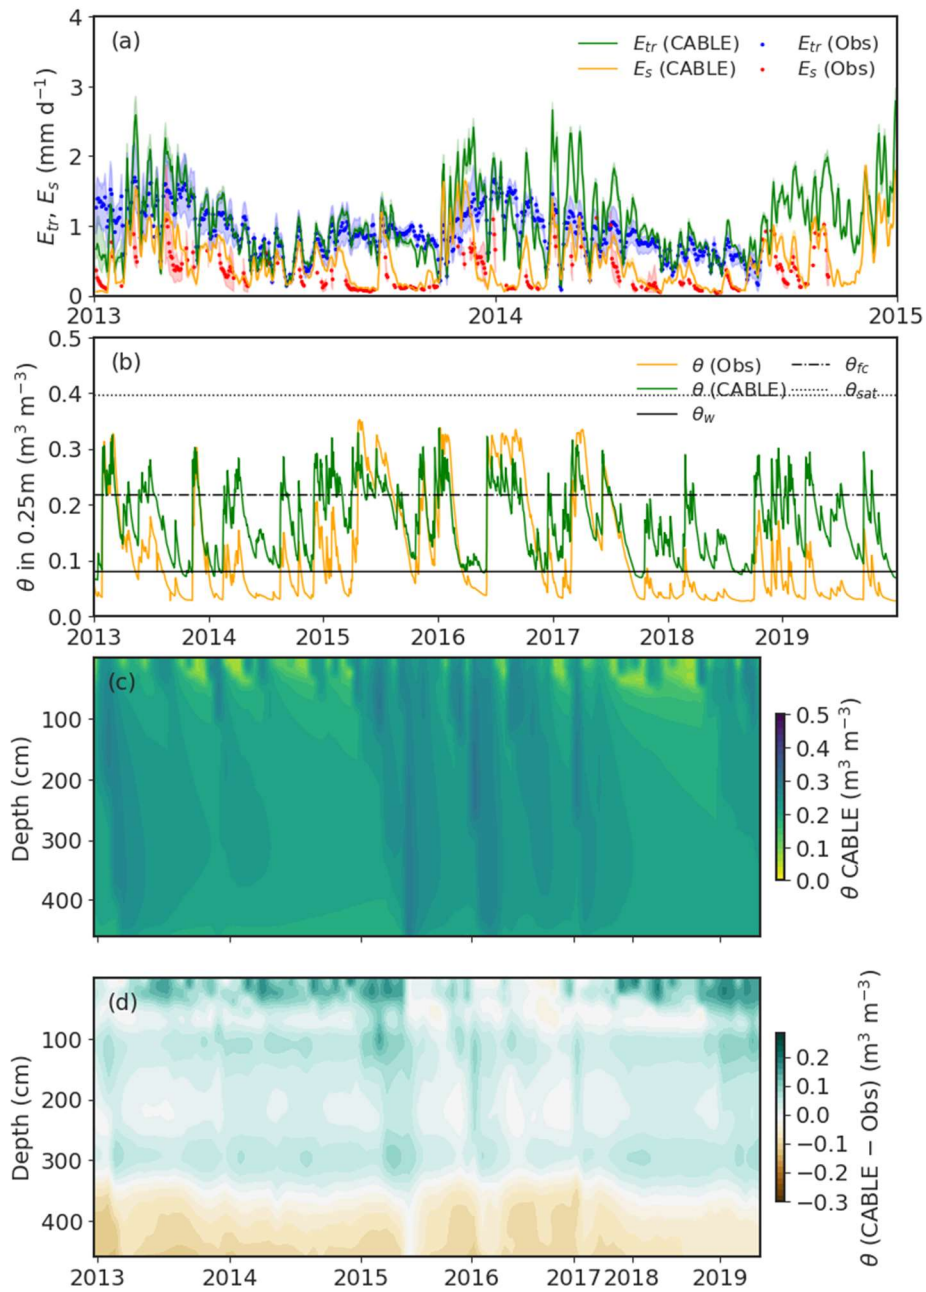 (a)
E_tr (CABLE)
E_s (CABLE)
E_tr (Obs)
E_s (Obs)
E_tr, E_s (mm d⁻¹)
4
3
2
1
0
2013 2014 2015
(b)
θ (Obs)
θ (CABLE)
θ_w
θ_fc
θ_sat
θ in 0.25m (m³ m⁻³)
0.5
0.4
0.3
0.2
0.1
0.0
2013 2014 2015 2016 2017 2018 2019
(c)
Depth (cm)
100
200
300
400
0.5
0.4
0.3
0.2
0.1
0.0
θ CABLE (m³ m⁻³)
(d)
Depth (cm)
100
200
300
400
0.2
0.1
0.0
−0.1
−0.2
−0.3
θ (CABLE − Obs) (m³ m⁻³)
2013 2014 2015 2016 2017 2018 2019